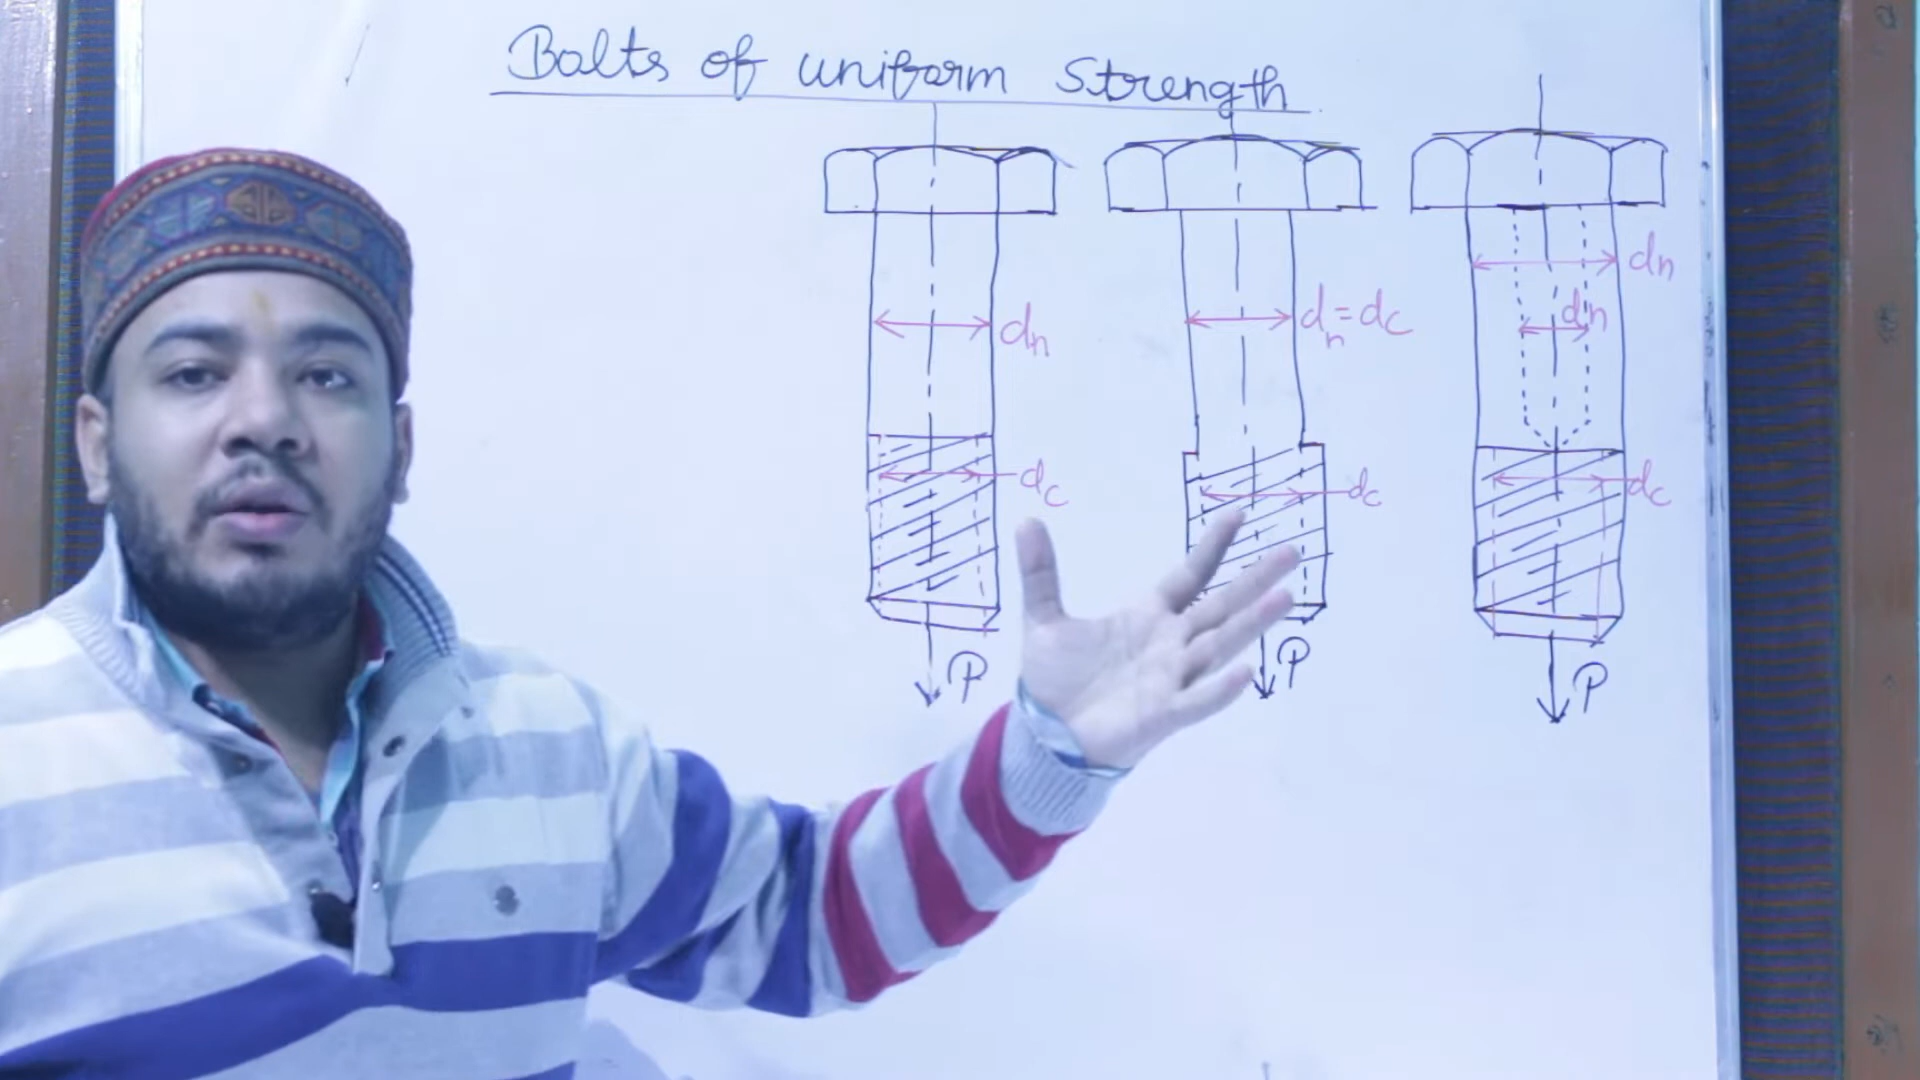 Bolts of uniform Strength
dn
dn=dc
dn
dn
dc
dc
dc
P
P
P